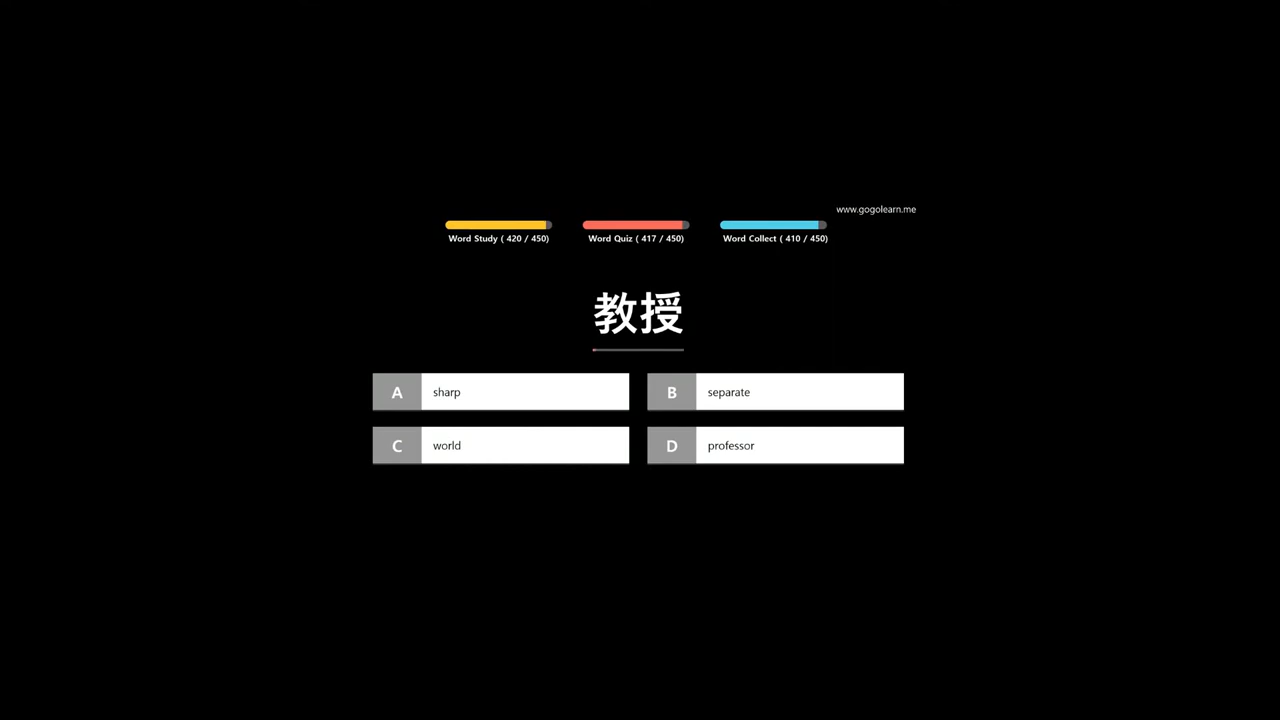 www.gogolearn.me
Word Study ( 420 / 450)
Word Quiz ( 417 / 450)
Word Collect ( 410 / 450)
教授
A sharp
B separate
C world
D professor